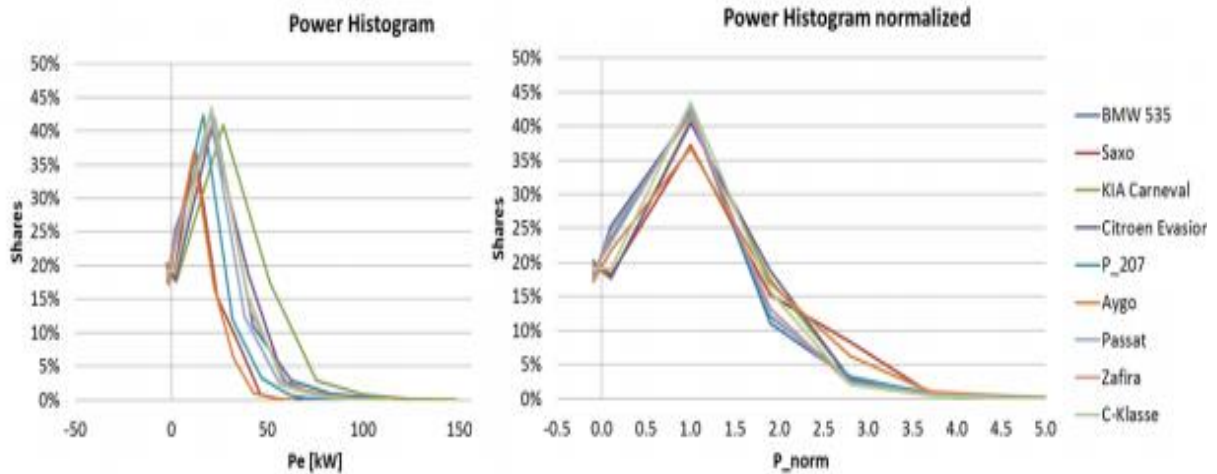 Power Histogram
50%
45%
40%
35%
30%
25%
20%
15%
10%
5%
0%
Shares
-50
0
50
100
150
Pe [kW]
Power Histogram normalized
50%
45%
40%
35%
30%
25%
20%
15%
10%
5%
0%
Shares
-0.5
0.0
0.5
1.0
1.5
2.0
2.5
3.0
3.5
4.0
4.5
5.0
P_norm
BMW 535
Saxo
KIA Carneval
Citroen Evasion
P_207
Aygo
Passat
Zafira
C-Klasse